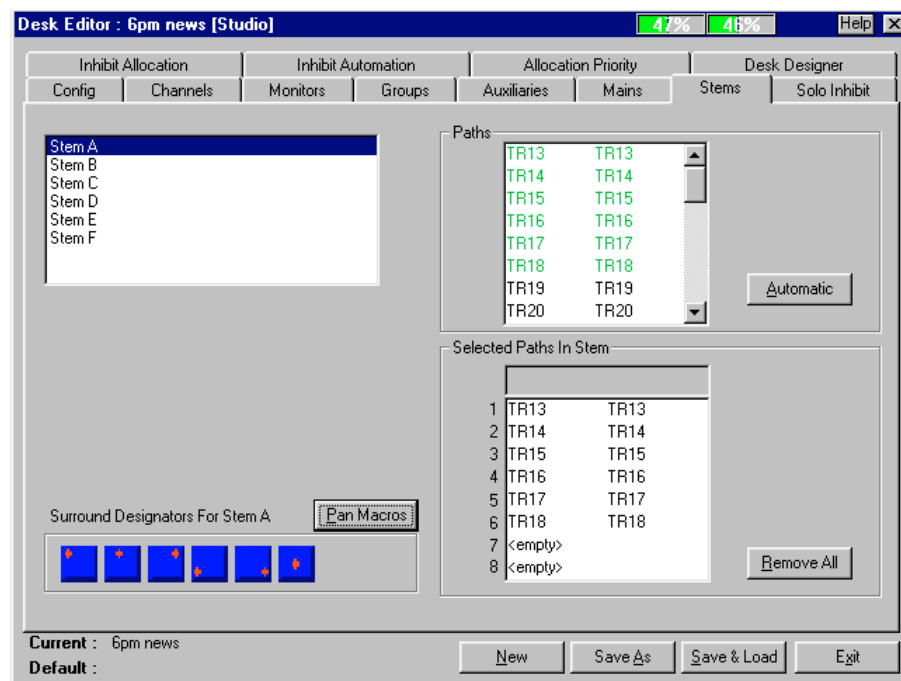 Desk Editor : 6pm news [Studio] 47% 46% Help
Inhibit Allocation Inhibit Automation Allocation Priority Desk Designer
Config Channels Monitors Groups Auxiliaries Mains Stems Solo Inhibit
Stem A
Stem B
Stem C
Stem D
Stem E
Stem F
Paths
TR13 TR13
TR14 TR14
TR15 TR15
TR16 TR16
TR17 TR17
TR18 TR18
TR19 TR19
TR20 TR20
Automatic
Selected Paths In Stem
1 TR13 TR13
2 TR14 TR14
3 TR15 TR15
4 TR16 TR16
5 TR17 TR17
6 TR18 TR18
7 <empty>
8 <empty>
Remove All
Surround Designators For Stem A Pan Macros
Current : 6pm news
Default :
New Save As Save & Load Exit